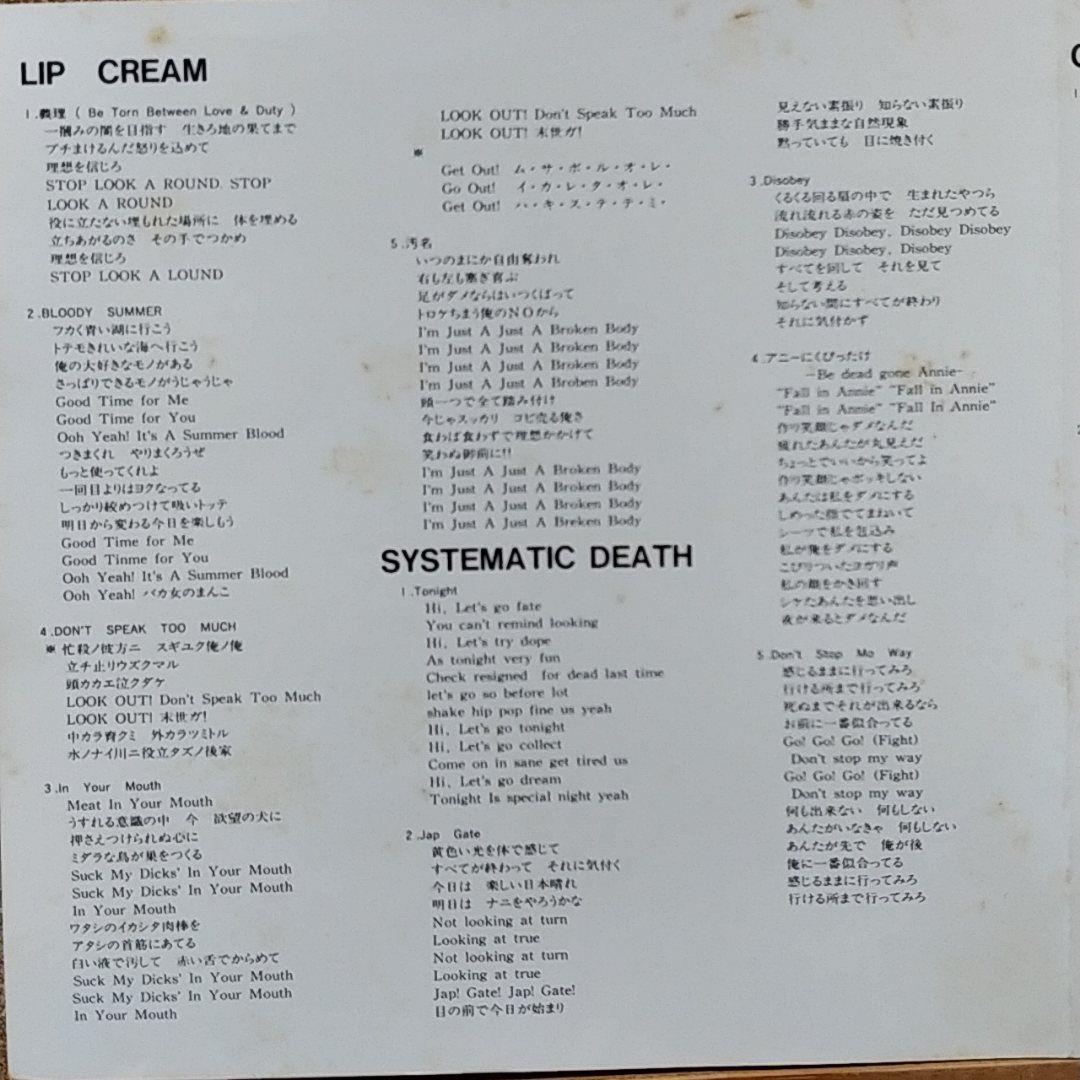 LIP CREAM
1.義理 ( Be Torn Between Love & Duty )
一掴みの闇を目指す 生きろ地の果てまで
ブチまけるんだ怒りを込めて
理想を信じろ
STOP LOOK A ROUND STOP
LOOK A ROUND
役に立たない埋もれた場所に 体を埋める
立ちあがるのさ その手でつかめ
理想を信じろ
STOP LOOK A LOUND
2.BLOODY SUMMER
フカく青い湖に行こう
トテモきれいな海へ行こう
俺の大好きなモノがある
さっぱりできるモノがうじゃうじゃ
Good Time for Me
Good Time for You
Ooh Yeah! It's A Summer Blood
つきまくれ やりまくろうぜ
もっと使ってくれよ
一回目よりはヨクなってる
しっかり絞めつけて吸いトッテ
明日から変わる今日を楽しもう
Good Time for Me
Good Tinme for You
Ooh Yeah! It's A Summer Blood
Ooh Yeah! バカ女のまんこ
4.DON'T SPEAK TOO MUCH
※ 忙殺ノ彼方ニ スギユク俺ノ俺
立チ止リウズクマル
頭カカエ泣クダケ
LOOK OUT! Don't Speak Too Much
LOOK OUT! 末世ガ!
中カラ育クミ 外カラツミトル
水ノナイ川ニ役立タズノ後家
3.In Your Mouth
Meat In Your Mouth
うすれる意識の中 今 欲望の犬に
押さえつけられぬ心に
ミダラな鳥が巣をつくる
Suck My Dicks' In Your Mouth
Suck My Dicks' In Your Mouth
In Your Mouth
ワタシのイカシタ肉棒を
アタシの首筋にあてる
白い液で汚して 赤い舌でからめて
Suck My Dicks' In Your Mouth
Suck My Dicks' In Your Mouth
In Your Mouth
LOOK OUT! Don't Speak Too Much
LOOK OUT! 末世ガ!
※
Get Out! ム・サ・ボ・ル・オ・レ・
Go Out! イ・カ・レ・タ・オ・レ・
Get Out! ハ・キ・ス・テ・テ・ミ・
5.汚名
いつのまにか自由奪われ
右も左も塞ぎ喜ぶ
足がダメならはいつくばって
トロケちまう俺のNOから
I'm Just A Just A Broken Body
I'm Just A Just A Broken Body
I'm Just A Just A Broken Body
I'm Just A Just A Broben Body
頭一つで全て踏み付け
今じゃスッカリ コビ売る俺さ
食わば食わずで理想かかげて
笑わぬ御前に!!
I'm Just A Just A Broken Body
I'm Just A Just A Broken Body
I'm Just A Just A Broken Body
I'm Just A Just A Breken Body
SYSTEMATIC DEATH
1.Tonight
Hi, Let's go fate
You can't remind looking
Hi, Let's try dope
As tonight very fun
Check resigned for dead last time
let's go so before lot
shake hip pop fine us yeah
Hi, Let's go tonight
Hi, Let's go collect
Come on in sane get tired us
Hi, Let's go dream
Tonight Is special night yeah
2.Jap Gate
黄色い光を体で感じて
すべてが終わって それに気付く
今日は 楽しい日本晴れ
明日は ナニをやろうかな
Not looking at turn
Looking at true
Not looking at turn
Looking at true
Jap! Gate! Jap! Gate!
目の前で今日が始まり
見えない素振り 知らない素振り
勝手気ままな自然現象
黙っていても 目に焼き付く
3.Disobey
くるくる回る星の中で 生まれたやつら
流れ流れる赤の姿を ただ見つめてる
Disobey Disobey, Disobey Disobey
Disobey Disobey, Disobey
すべてを回して それを見て
そして考える
知らない間にすべてが終わり
それに気付かず
4.アニーにくびったけ
-Be dead gone Annie-
"Fall in Annie" "Fall in Annie"
"Fall in Annie" "Fall In Annie"
作り笑顔じゃダメなんだ
疲れたあんたが丸見えだ
ちょっとでいいから笑ってよ
作り笑顔じゃボッキしない
あんたは私をダメにする
しめった指でてまねいて
シーツで私を包込み
私が俺をダメにする
こびりついたヨガリ声
私の顔をかき回す
シャたあんたを思い出し
夜が来るとダメなんだ
5.Don't Stop Mo Way
感じるままに行ってみろ
行ける所まで行ってみろ
死ぬまでそれが出来るなら
お前に一番似合ってる
Go! Go! Go! (Fight)
Don't stop my way
Go! Go! Go! (Fight)
Don't stop my way
何も出来ない 何もしない
あんたがいなきゃ 何もしない
あんたが先で 俺が後
俺に一番似合ってる
感じるままに行ってみろ
行ける所まで行ってみろ